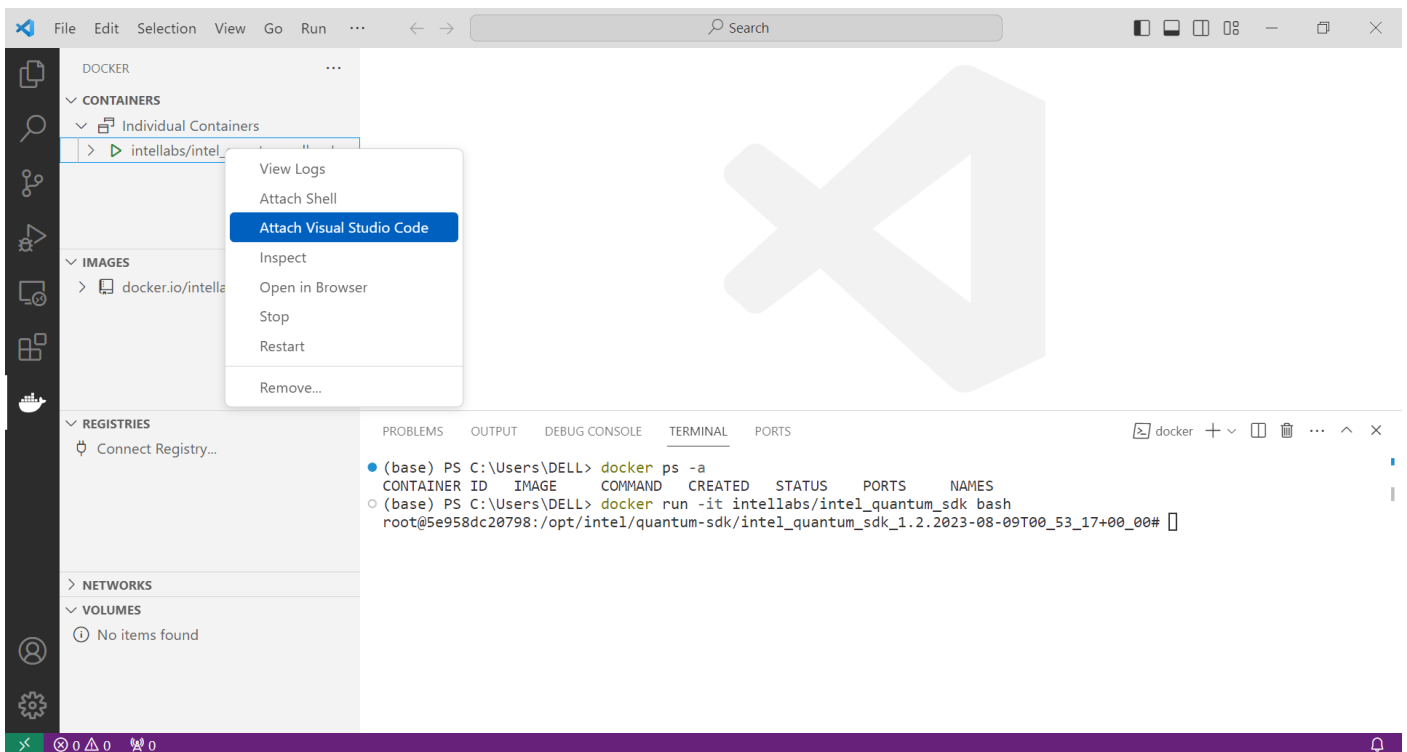 File Edit Selection View Go Run ...
Search
DOCKER ...
CONTAINERS
Individual Containers
intellabs/intel_
View Logs
Attach Shell
Attach Visual Studio Code
Inspect
Open in Browser
Stop
Restart
Remove...
IMAGES
docker.io/intella
REGISTRIES
Connect Registry...
NETWORKS
VOLUMES
No items found
PROBLEMS OUTPUT DEBUG CONSOLE TERMINAL PORTS docker
(base) PS C:\Users\DELL> docker ps -a
CONTAINER ID IMAGE COMMAND CREATED STATUS PORTS NAMES
(base) PS C:\Users\DELL> docker run -it intellabs/intel_quantum_sdk bash
root@5e958dc20798:/opt/intel/quantum-sdk/intel_quantum_sdk_1.2.2023-08-09T00_53_17+00_00#
0 0 0